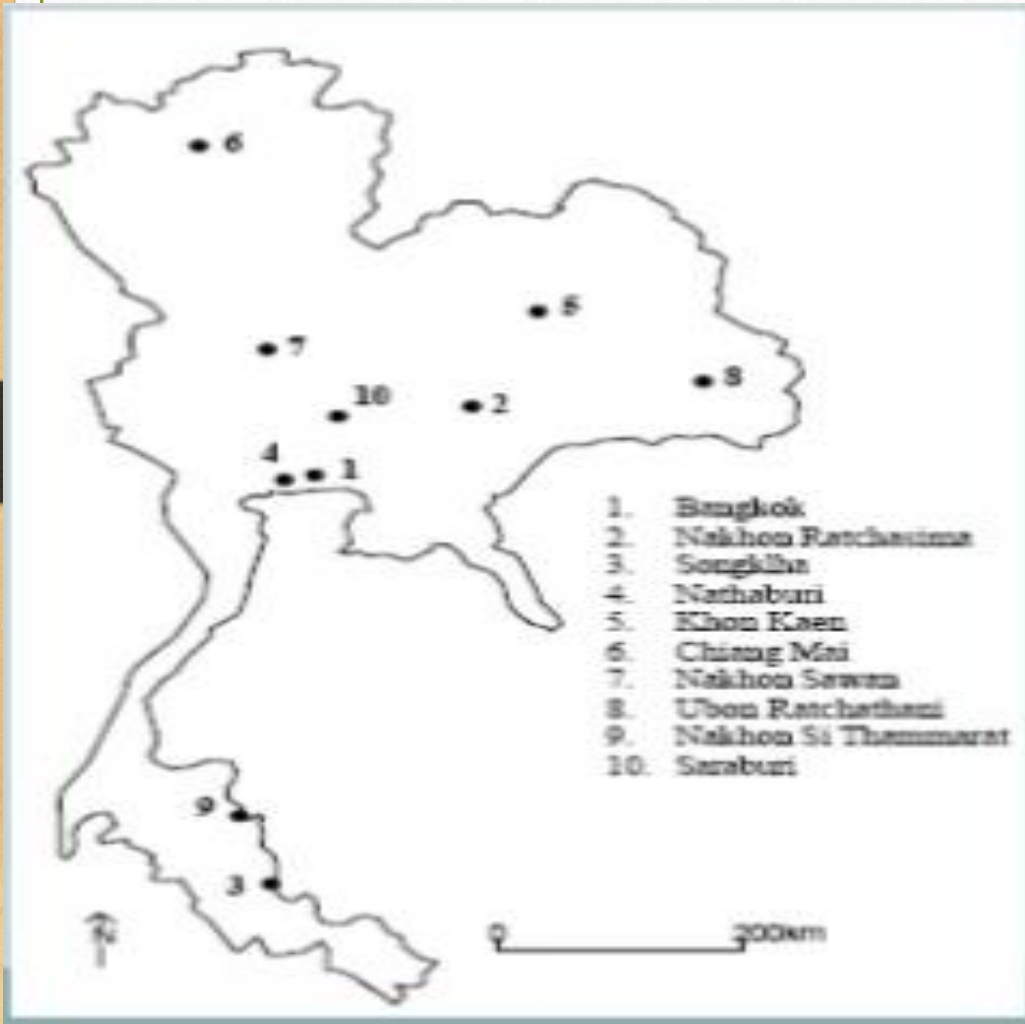 6
5
7
8
10
2
4
1
1. Bangkok
2. Nakhon Ratchasima
3. Songklha
4. Nathaburi
5. Khon Kaen
6. Chiang Mai
7. Nakhon Sawan
8. Ubon Ratchathani
9. Nakhon Si Thammarat
10. Saraburi
9
3
N
0 200km